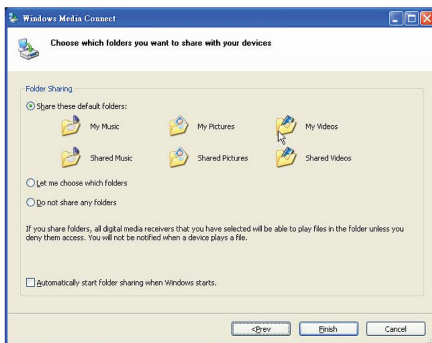 Windows Media Connect
Choose which folders you want to share with your devices
Folder Sharing
Share these default folders:
My Music My Pictures My Videos
Shared Music Shared Pictures Shared Videos
Let me choose which folders
Do not share any folders
If you share folders, all digital media receivers that you have selected will be able to play files in the folder unless you
deny them access. You will not be notified when a device plays a file.
Automatically start folder sharing when Windows starts.
<Prev Finish Cancel